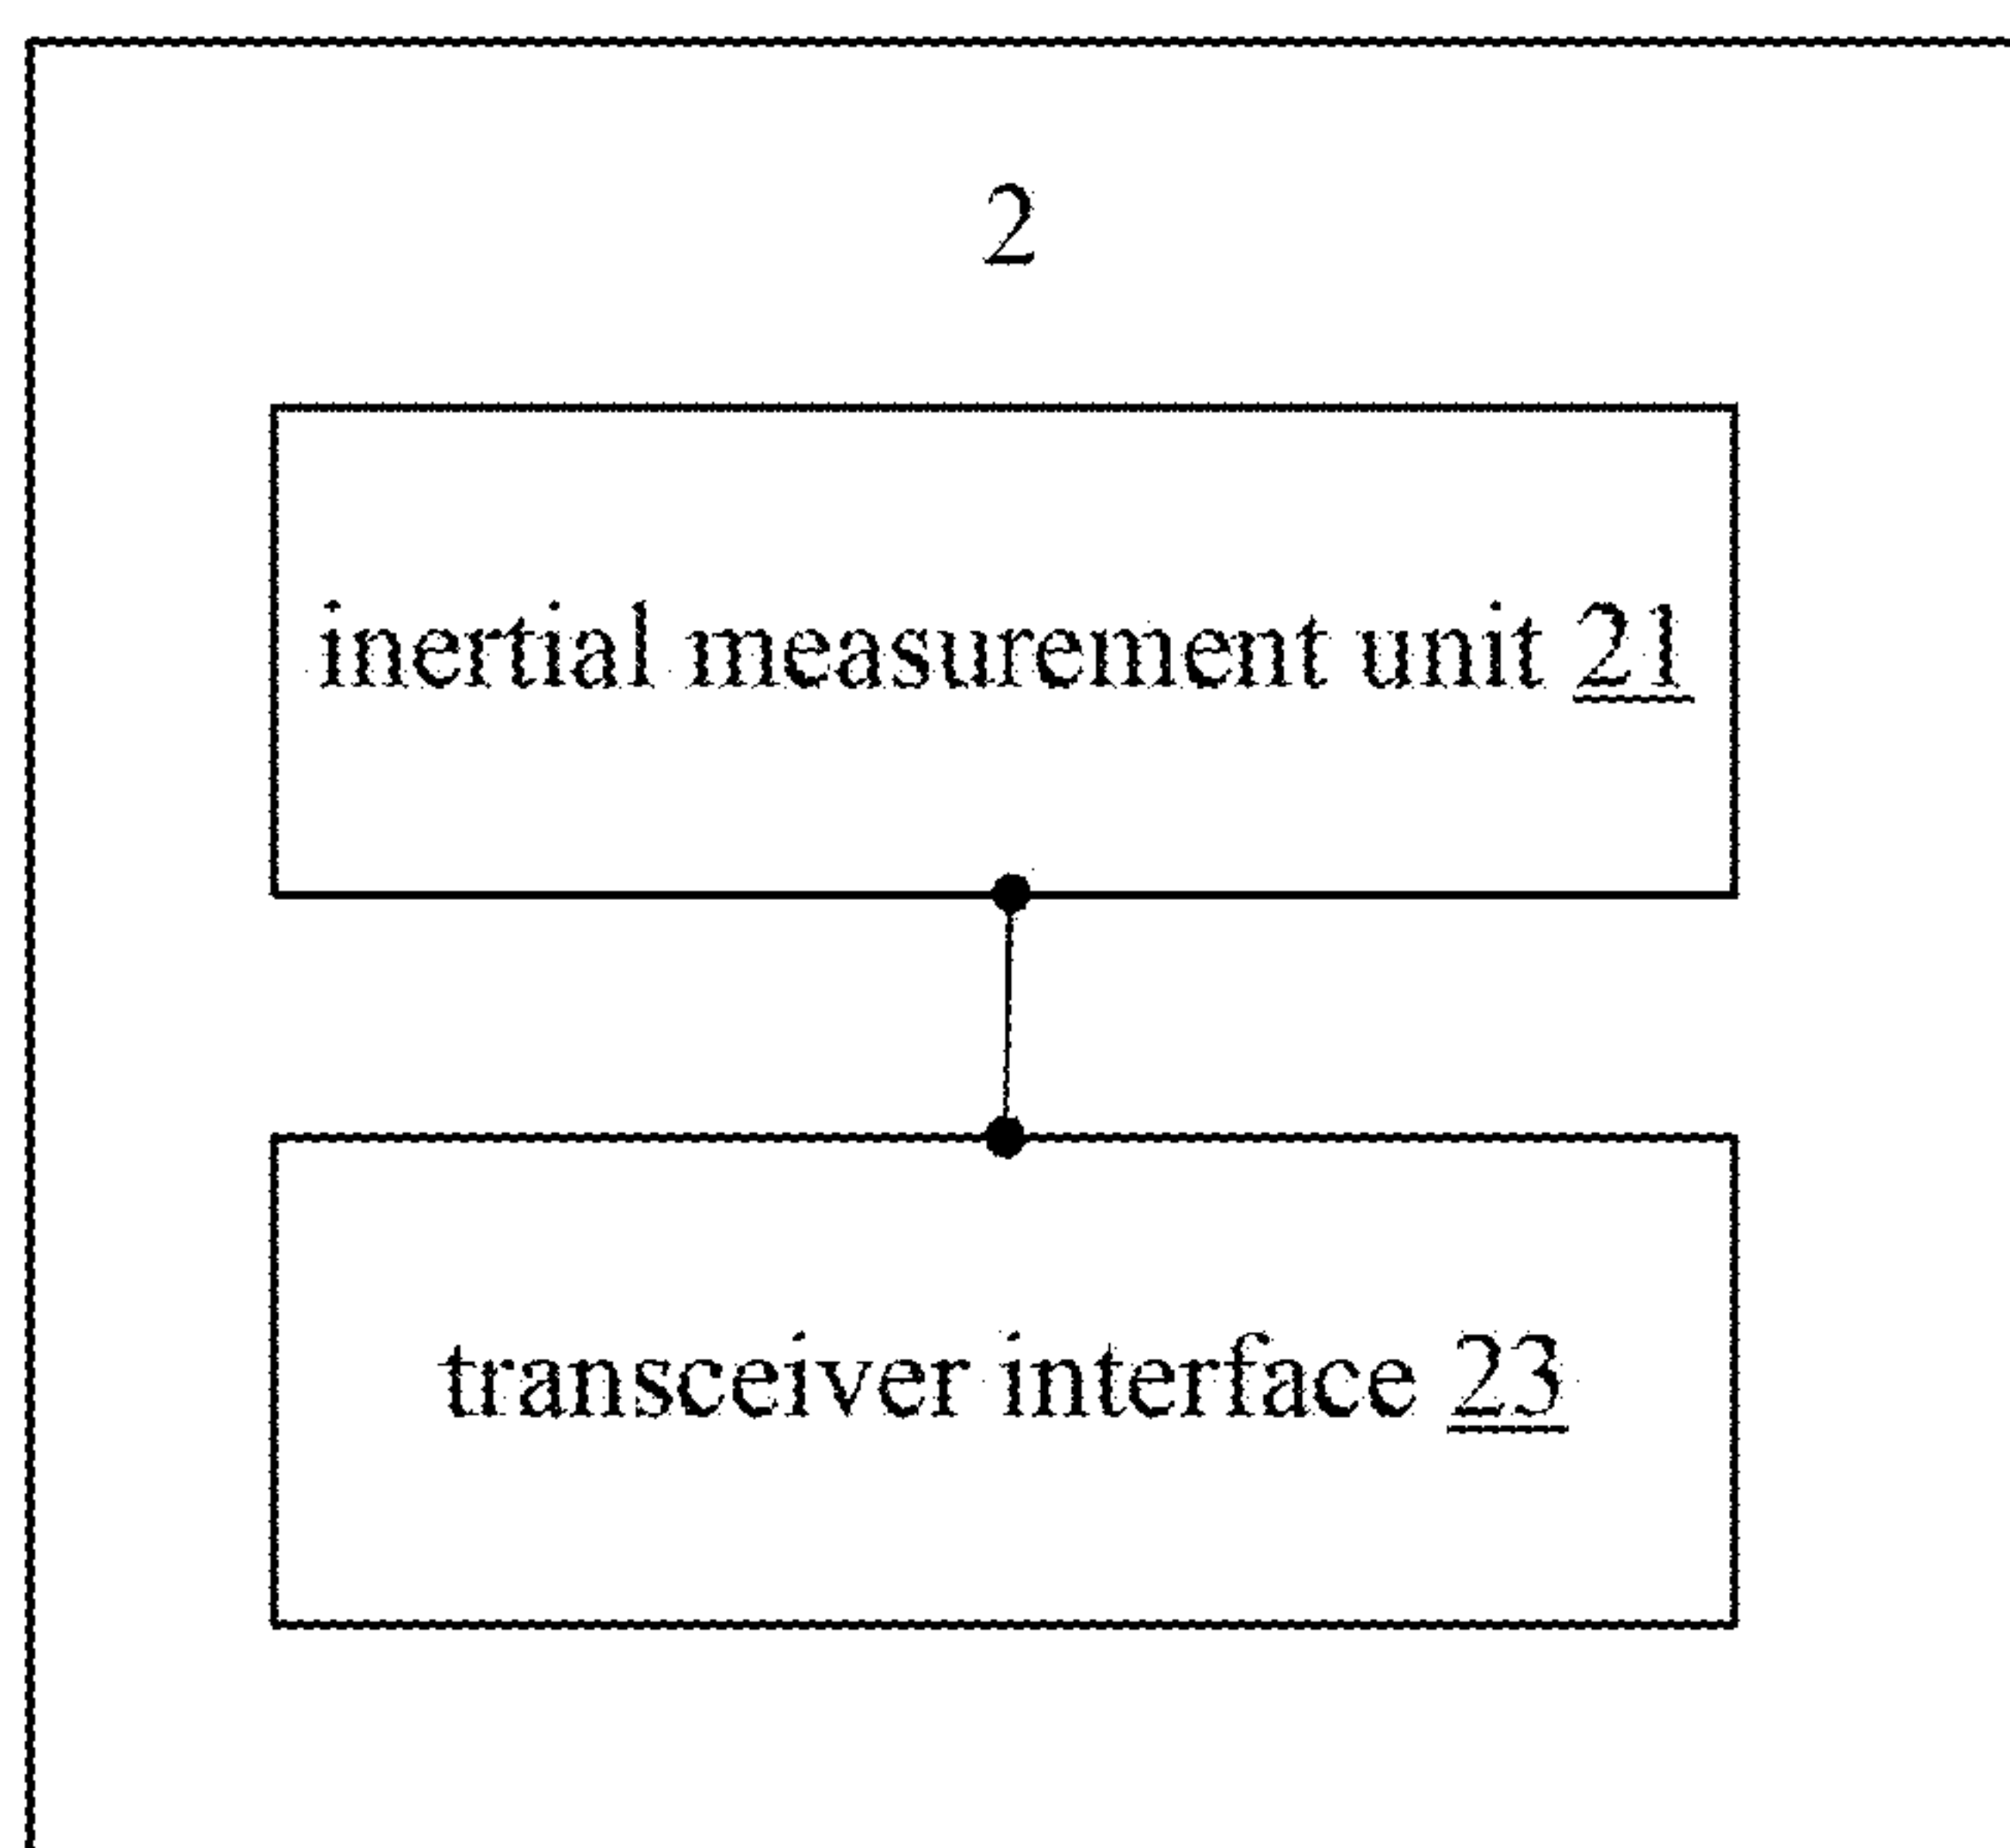 2
inertial measurement unit 21
transceiver interface 23